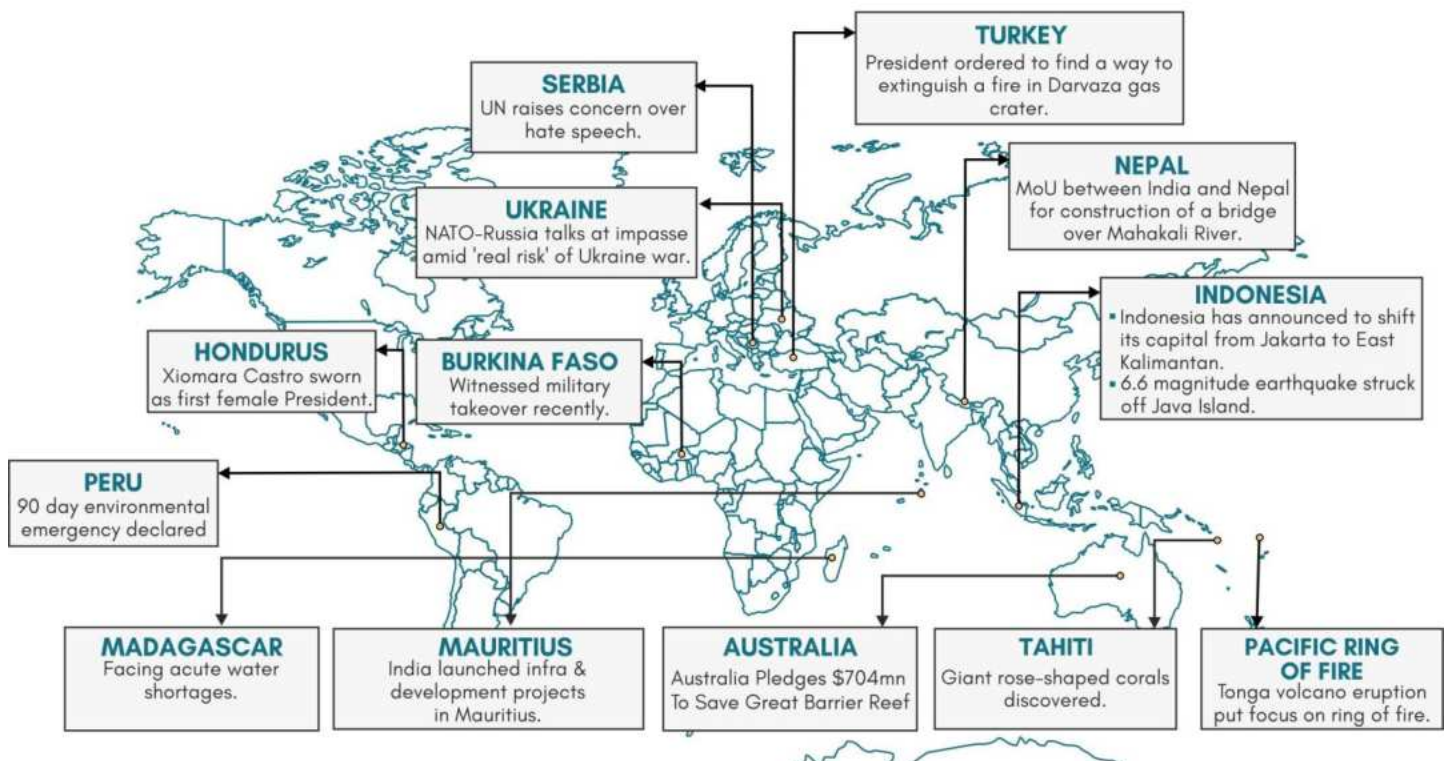 TURKEY
President ordered to find a way to
extinguish a fire in Darvaza gas
crater.
SERBIA
UN raises concern over
hate speech.
NEPAL
MoU between India and Nepal
for construction of a bridge
over Mahakali River.
UKRAINE
NATO-Russia talks at impasse
amid 'real risk' of Ukraine war.
INDONESIA
▪ Indonesia has announced to shift
its capital from Jakarta to East
Kalimantan.
▪ 6.6 magnitude earthquake struck
off Java Island.
HONDURUS
Xiomara Castro sworn
as first female President.
BURKINA FASO
Witnessed military
takeover recently.
PERU
90 day environmental
emergency declared
MADAGASCAR
Facing acute water
shortages.
MAURITIUS
India launched infra &
development projects
in Mauritius.
AUSTRALIA
Australia Pledges $704mn
To Save Great Barrier Reef
TAHITI
Giant rose-shaped corals
discovered.
PACIFIC RING
OF FIRE
Tonga volcano eruption
put focus on ring of fire.